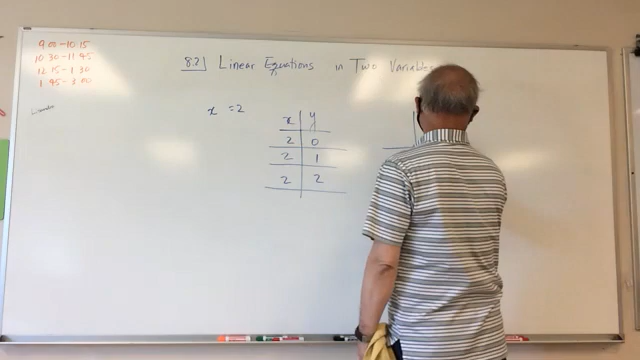 9.00 - 10.15
10.30 - 11.45
12.15 - 1.30
1.45 - 3.00
8.2] Linear Equations in Two Variables
x = 2
x y
2 0
2 1
2 2